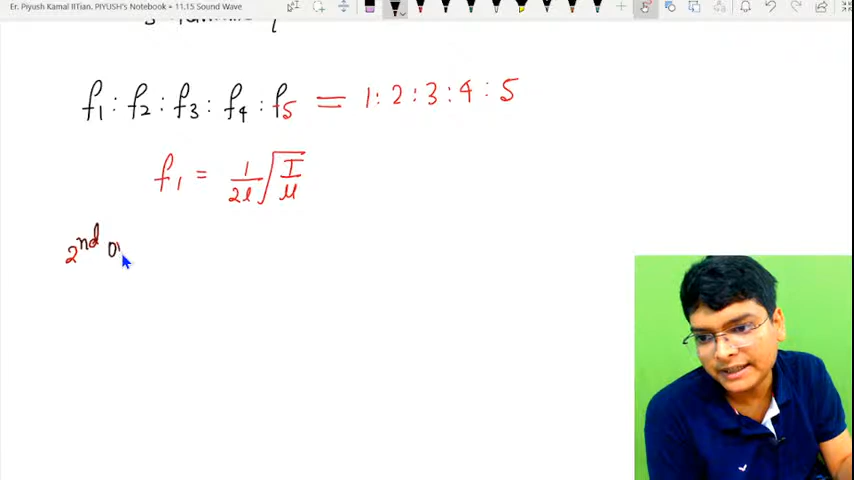 Er. Piyush Kamal IITian. PIYUSH's Notebook » 11.15 Sound Wave
f₁ : f₂ : f₃ : f₄ : f₅ = 1 : 2 : 3 : 4 : 5
f₁ = 1/2l √T/μ
2nd o